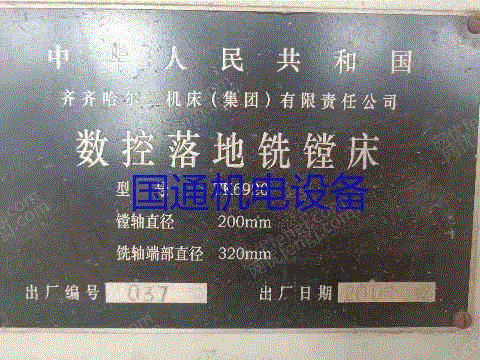 中 人民共和国
齐齐哈尔 机床(集团)有限责任公司
数控落地铣镗床
型 号 TK6920
国通机电设备
镗轴直径 200mm
铣轴端部直径 320mm
出厂编号 037 出厂日期